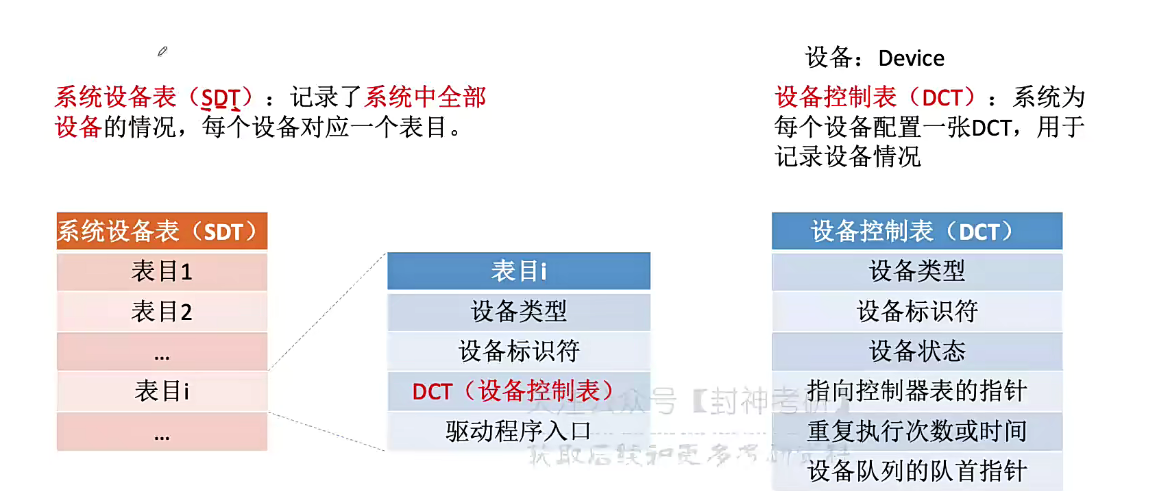 系统设备表（SDT）：记录了系统中全部
设备的情况，每个设备对应一个表目。
设备：Device
设备控制表（DCT）：系统为
每个设备配置一张DCT，用于
记录设备情况
系统设备表（SDT）
表目1
表目2
...
表目i
...
表目i
设备类型
设备标识符
DCT（设备控制表）
驱动程序入口
设备控制表（DCT）
设备类型
设备标识符
设备状态
指向控制器表的指针
重复执行次数或时间
设备队列的队首指针
公众号【封神考研】
获取后续和更多考研资料